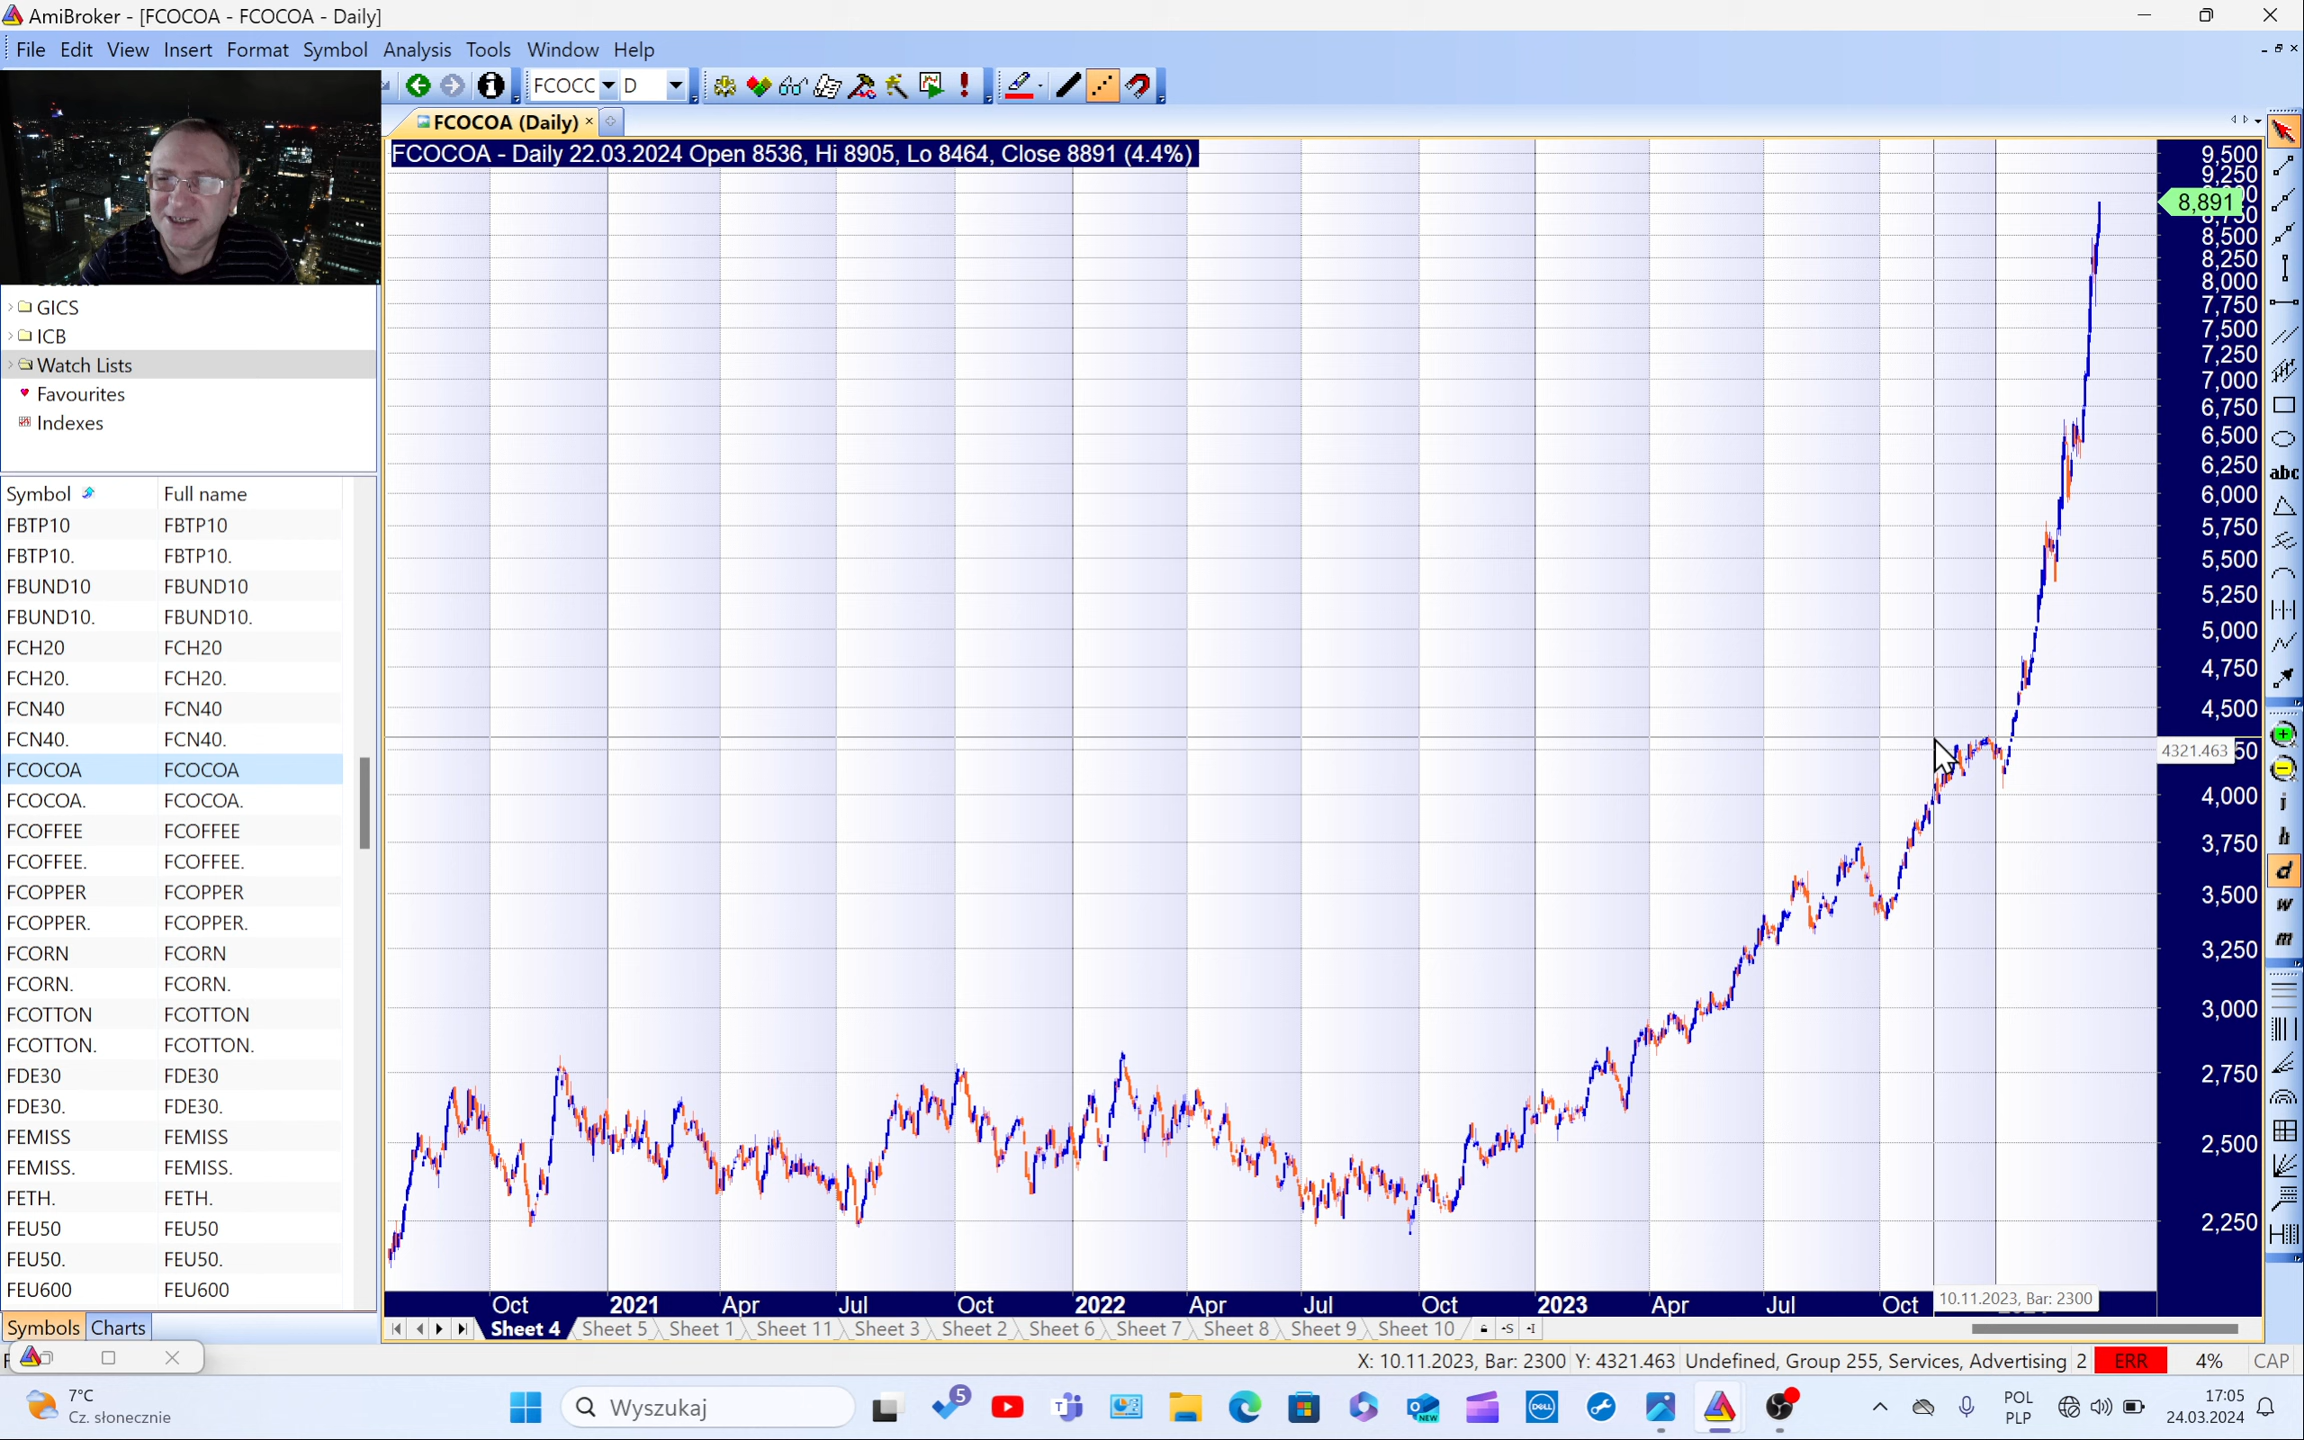 AmiBroker - [FCOCOA - FCOCOA - Daily]
File Edit View Insert Format Symbol Analysis Tools Window Help
FCOCC D
FCOCOA (Daily)
FCOCOA - Daily 22.03.2024 Open 8536, Hi 8905, Lo 8464, Close 8891 (4.4%)
9,500
9,250
8,891
8,500
8,250
8,000
7,750
7,500
7,250
7,000
6,750
6,500
6,250
6,000
5,750
5,500
5,250
5,000
4,750
4,500
4321.463
4,000
3,750
3,500
3,250
3,000
2,750
2,500
2,250
abc
i
h
d
w
m
GICS
ICB
Watch Lists
Favourites
Indexes
Symbol Full name
FBTP10 FBTP10
FBTP10. FBTP10.
FBUND10 FBUND10
FBUND10. FBUND10.
FCH20 FCH20
FCH20. FCH20.
FCN40 FCN40
FCN40. FCN40.
FCOCOA FCOCOA
FCOCOA. FCOCOA.
FCOFFEE FCOFFEE
FCOFFEE. FCOFFEE.
FCOPPER FCOPPER
FCOPPER. FCOPPER.
FCORN FCORN
FCORN. FCORN.
FCOTTON FCOTTON
FCOTTON. FCOTTON.
FDE30 FDE30
FDE30. FDE30.
FEMISS FEMISS
FEMISS. FEMISS.
FETH. FETH.
FEU50 FEU50
FEU50. FEU50.
FEU600 FEU600
Symbols Charts
Oct 2021 Apr Jul Oct 2022 Apr Jul Oct 2023 Apr Jul Oct
10.11.2023, Bar: 2300
Sheet 4 Sheet 5 Sheet 1 Sheet 11 Sheet 3 Sheet 2 Sheet 6 Sheet 7 Sheet 8 Sheet 9 Sheet 10
X: 10.11.2023, Bar: 2300 Y: 4321.463 Undefined, Group 255, Services, Advertising 2 ERR 4% CAP
7°C
Cz. słonecznie
Wyszukaj
5
NEW
DELL
POL
PLP
17:05
24.03.2024